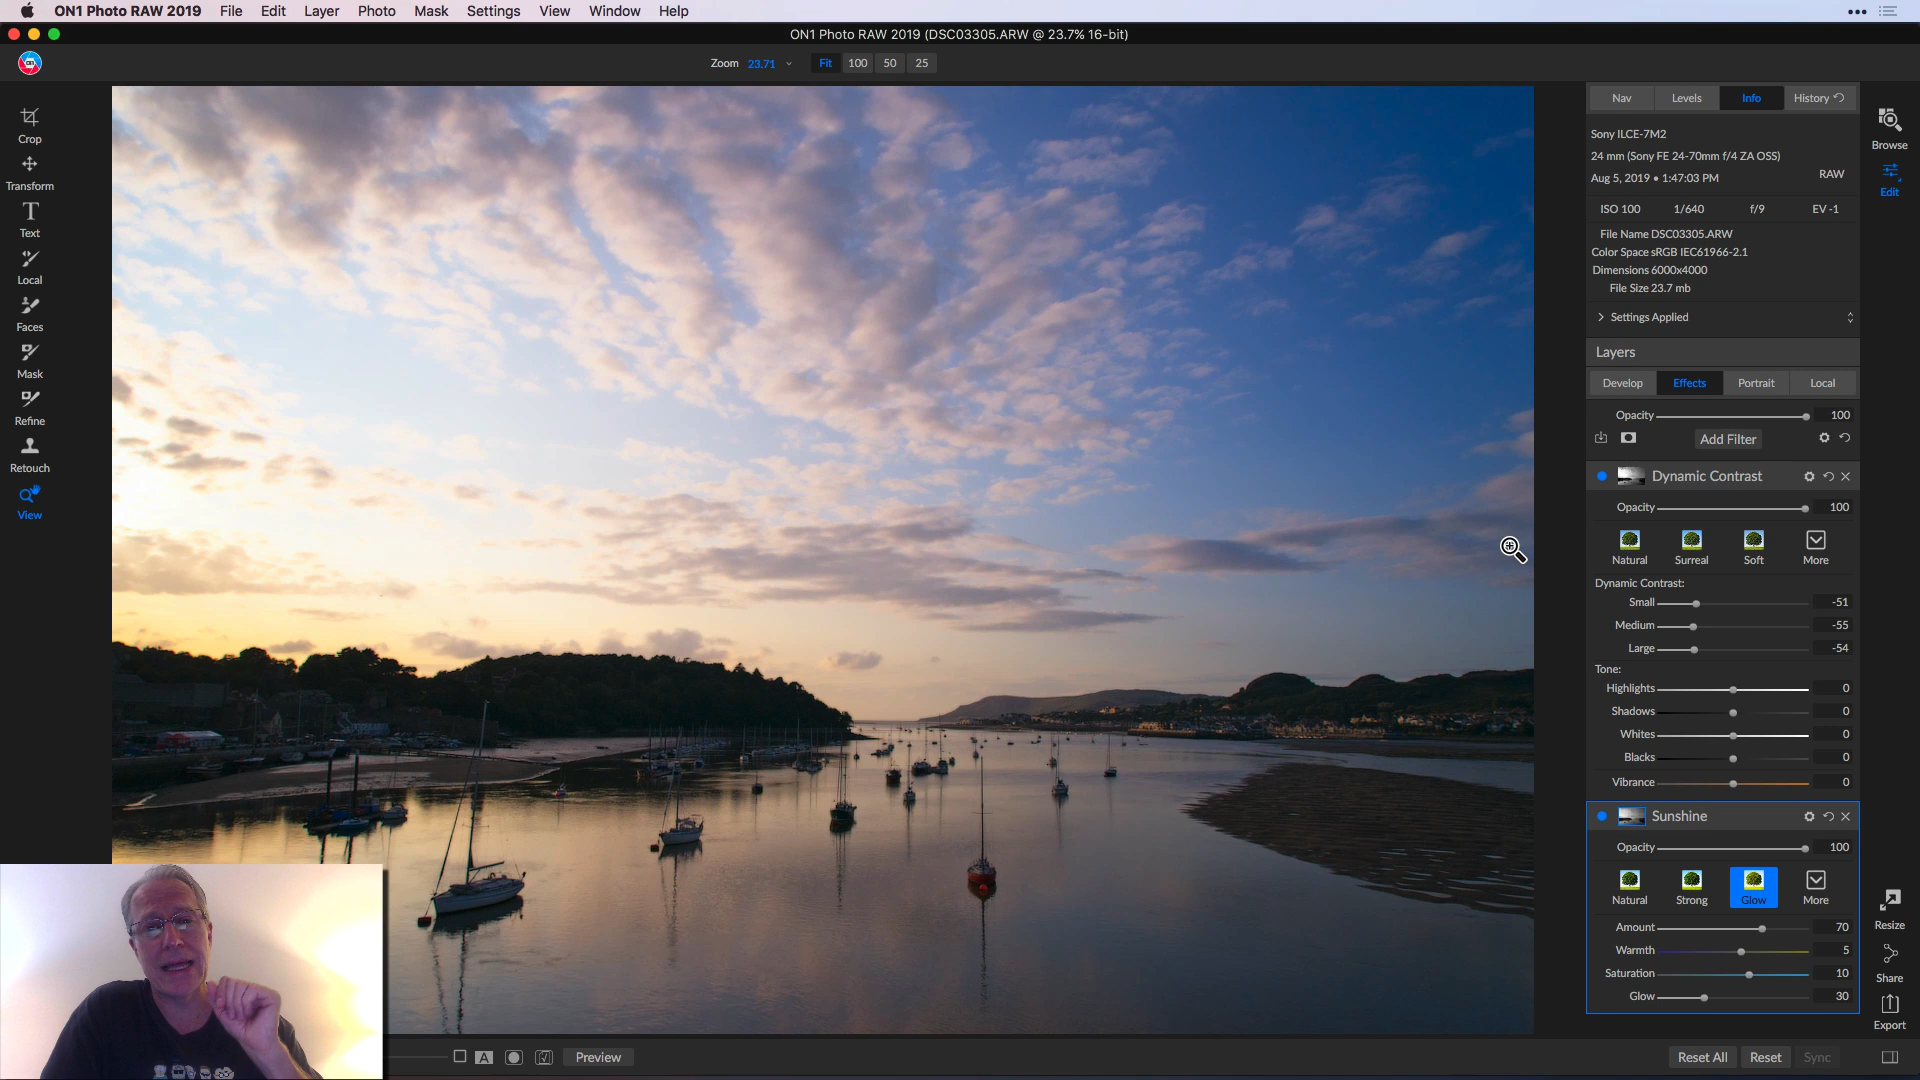 ON1 Photo RAW 2019 File Edit Layer Photo Mask Settings View Window Help
ON1 Photo RAW 2019 (DSC03305.ARW @ 23.7% 16-bit)
Zoom 23.71 Fit 100 50 25
Crop
Transform
Text
Local
Faces
Mask
Refine
Retouch
View
Nav Levels Info History
Sony ILCE-7M2
24 mm (Sony FE 24-70mm f/4 ZA OSS)
Aug 5, 2019 • 1:47:03 PM RAW
ISO 100 1/640 f/9 EV -1
File Name DSC03305.ARW
Color Space sRGB IEC61966-2.1
Dimensions 6000x4000
File Size 23.7 mb
Settings Applied
Layers
Develop Effects Portrait Local
Opacity 100
Add Filter
Dynamic Contrast
Opacity 100
Natural Surreal Soft More
Dynamic Contrast:
Small -51
Medium -55
Large -54
Tone:
Highlights 0
Shadows 0
Whites 0
Blacks 0
Vibrance 0
Sunshine
Opacity 100
Natural Strong Glow More
Amount 70
Warmth 5
Saturation 10
Glow 30
Browse
Edit
Resize
Share
Export
A Preview
Reset All Reset Sync